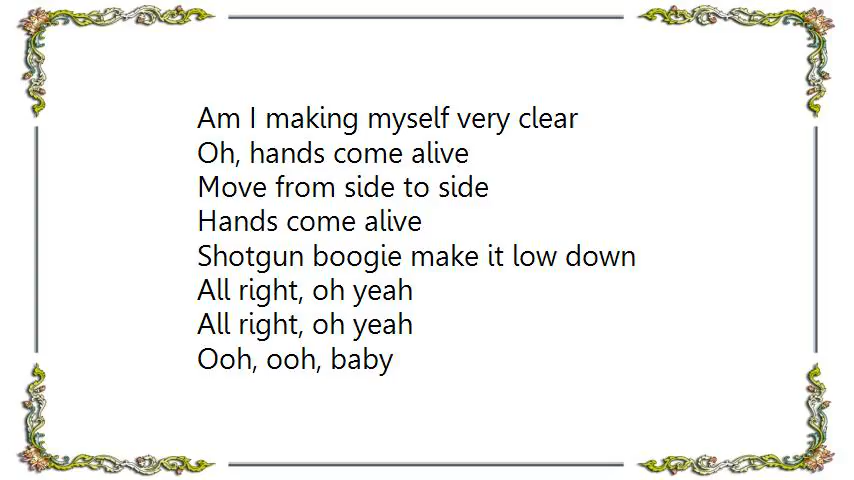 Am I making myself very clear
Oh, hands come alive
Move from side to side
Hands come alive
Shotgun boogie make it low down
All right, oh yeah
All right, oh yeah
Ooh, ooh, baby